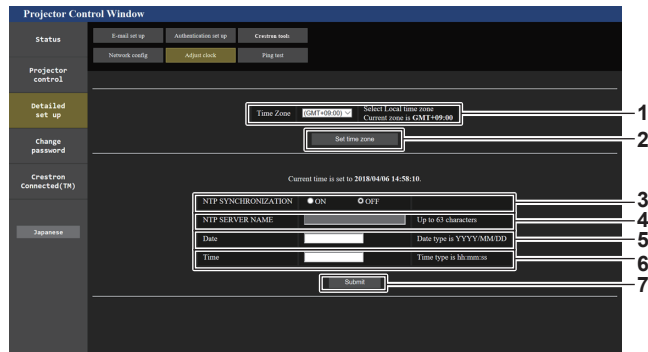 Projector Control Window
Status
E-mail set up
Authentication set up
Crestron tools
Network config
Adjust clock
Ping test
Projector
control
Detailed
set up
Change
password
Crestron
Connected(TM)
Japanese
Time Zone
(GMT+09:00)
Select Local time zone
Current zone is GMT+09:00
1
Set time zone
2
Current time is set to 2018/04/06 14:58:10.
NTP SYNCHRONIZATION ON OFF
3
NTP SERVER NAME Up to 63 characters
4
Date Date type is YYYY/MM/DD
5
Time Time type is hh:mm:ss
6
Submit
7